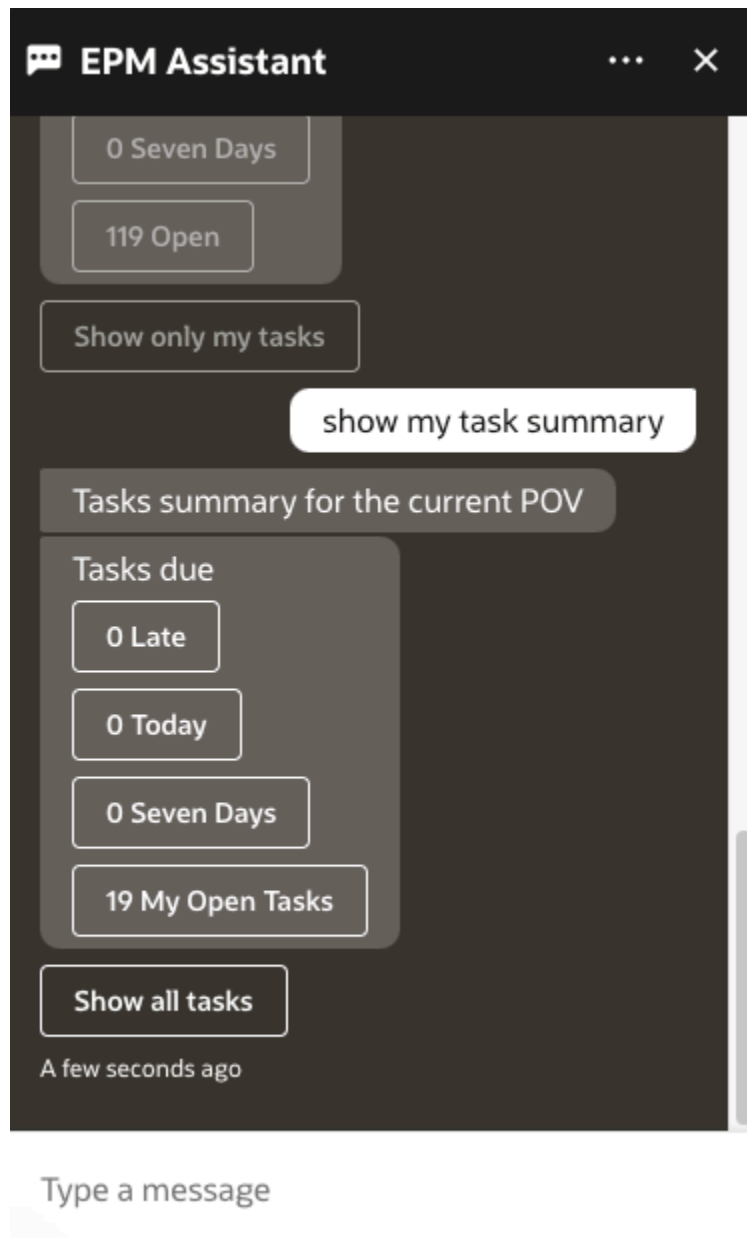 EPM Assistant
0 Seven Days
119 Open
Show only my tasks
show my task summary
Tasks summary for the current POV
Tasks due
0 Late
0 Today
0 Seven Days
19 My Open Tasks
Show all tasks
A few seconds ago
Type a message